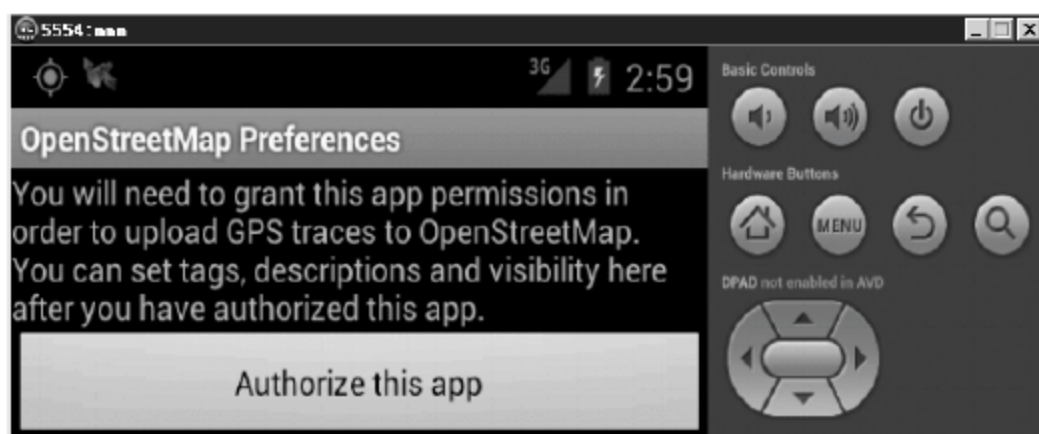 5554:mmm
3G 2:59
Basic Controls
OpenStreetMap Preferences
You will need to grant this app permissions in
order to upload GPS traces to OpenStreetMap.
You can set tags, descriptions and visibility here
after you have authorized this app.
Authorize this app
Hardware Buttons
MENU
DPAD not enabled in AVD